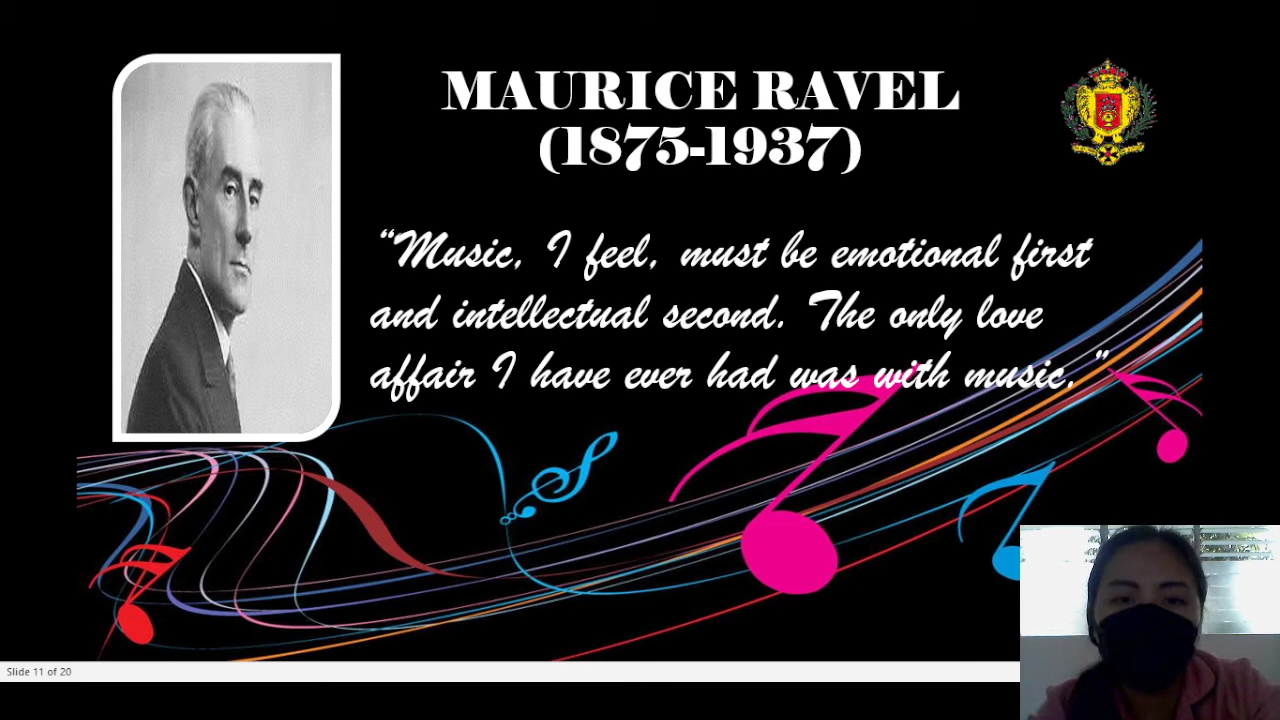 MAURICE RAVEL
(1875-1937)
“Music, I feel, must be emotional first
and intellectual second. The only love
affair I have ever had was with music.”
Slide 11 of 20